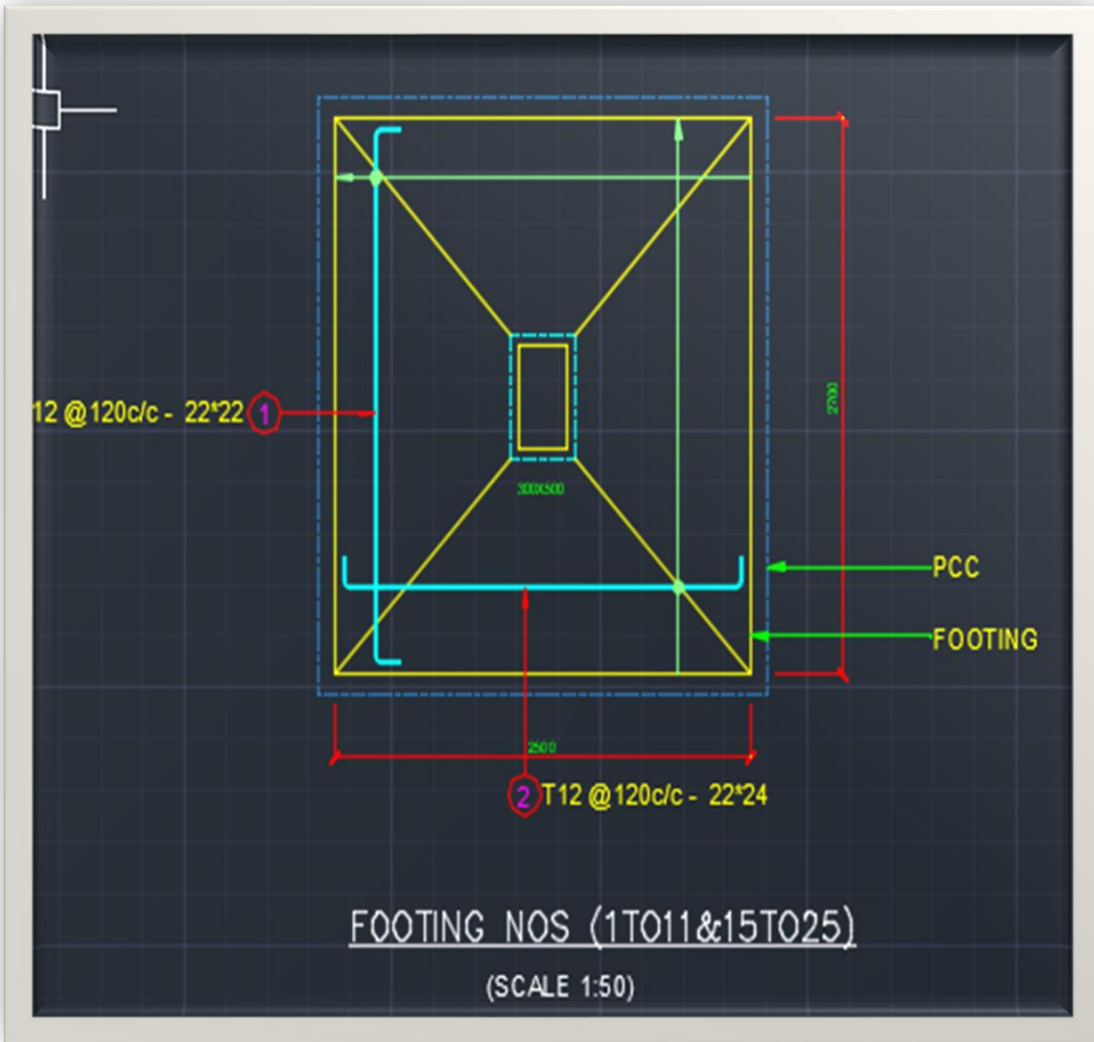 12 @120c/c - 22*22 1
2700
300X500
PCC
FOOTING
2500
2 T12 @120c/c - 22*24
FOOTING NOS (1TO11&15TO25)
(SCALE 1:50)